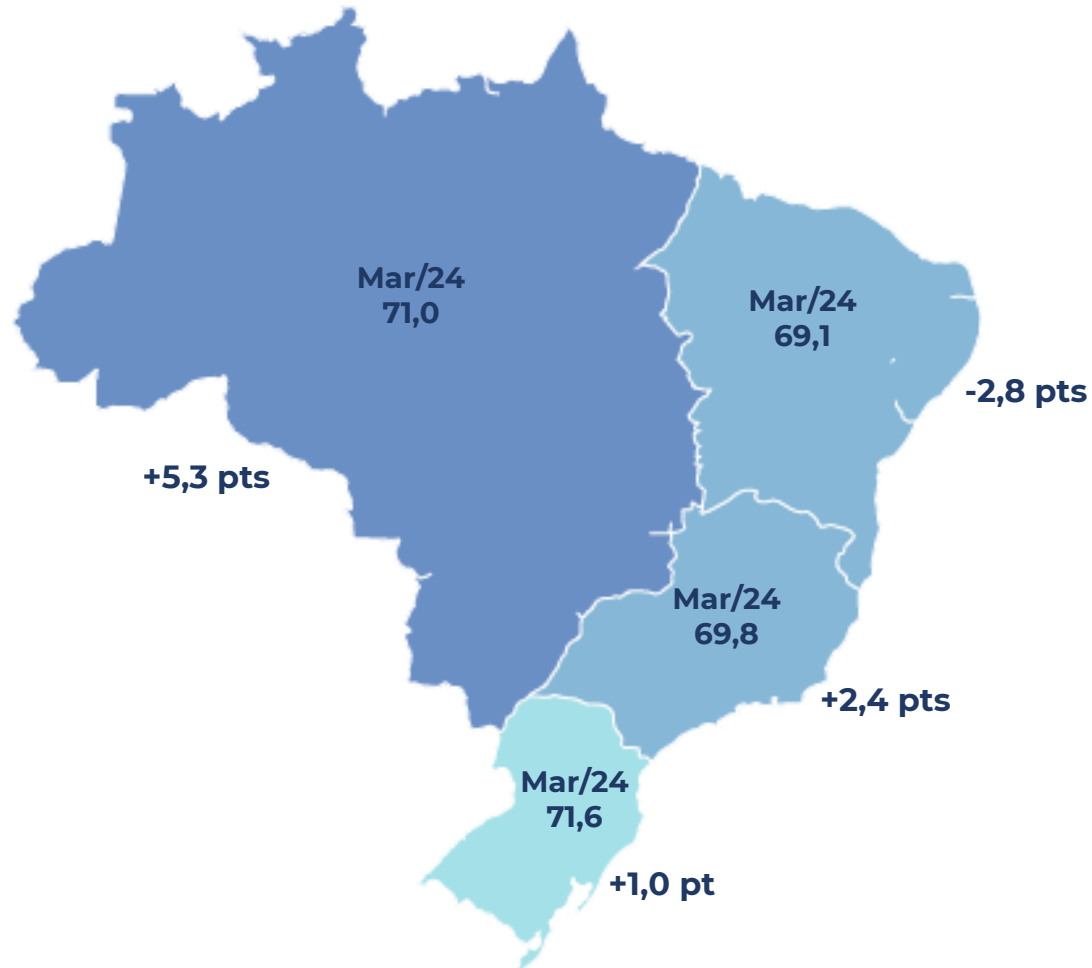 Mar/24
71,0
+5,3 pts
Mar/24
69,1
-2,8 pts
Mar/24
69,8
+2,4 pts
Mar/24
71,6
+1,0 pt